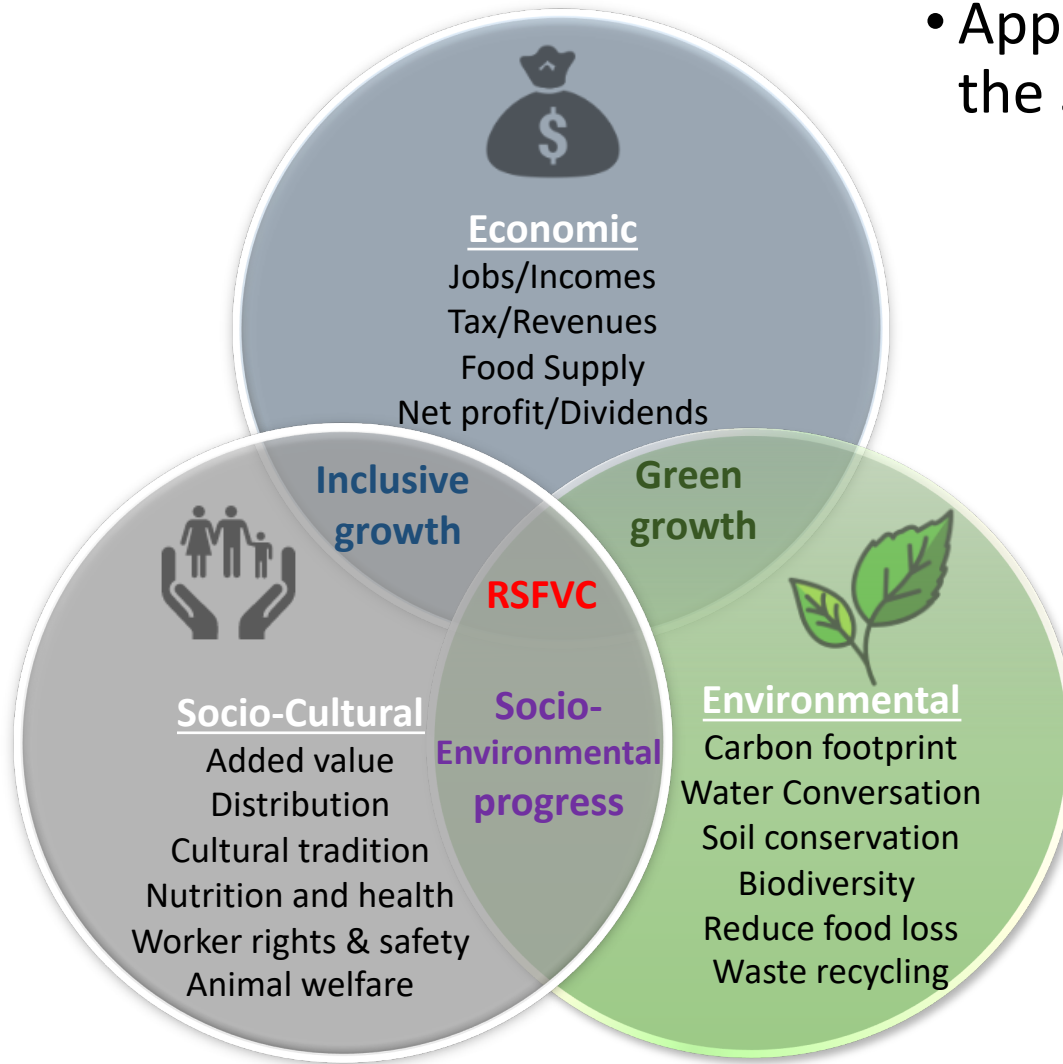 • App
the
$
Economic
Jobs/Incomes
Tax/Revenues
Food Supply
Net profit/Dividends
Inclusive
growth
Green
growth
RSFVC
Socio-Cultural
Added value
Distribution
Cultural tradition
Nutrition and health
Worker rights & safety
Animal welfare
Socio-
Environmental
progress
Environmental
Carbon footprint
Water Conversation
Soil conservation
Biodiversity
Reduce food loss
Waste recycling